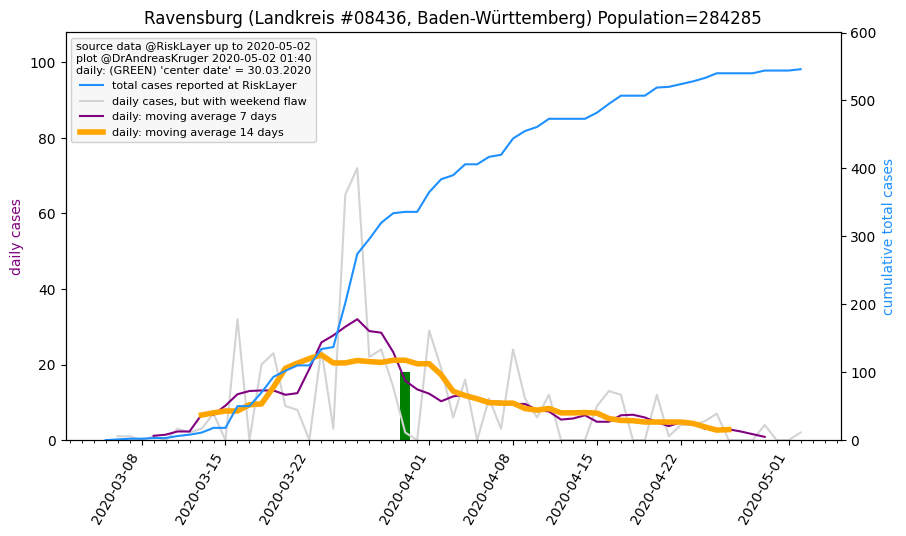 Ravensburg (Landkreis #08436, Baden-Württemberg) Population=284285
source data @RiskLayer up to 2020-05-02
plot @DrAndreasKruger 2020-05-02 01:40
daily: (GREEN) 'center date' = 30.03.2020
total cases reported at RiskLayer
daily cases, but with weekend flaw
daily: moving average 7 days
daily: moving average 14 days
daily cases
100
80
60
40
20
0
cumulative total cases
600
500
400
300
200
100
0
2020-03-08
2020-03-15
2020-03-22
2020-04-01
2020-04-08
2020-04-15
2020-04-22
2020-05-01